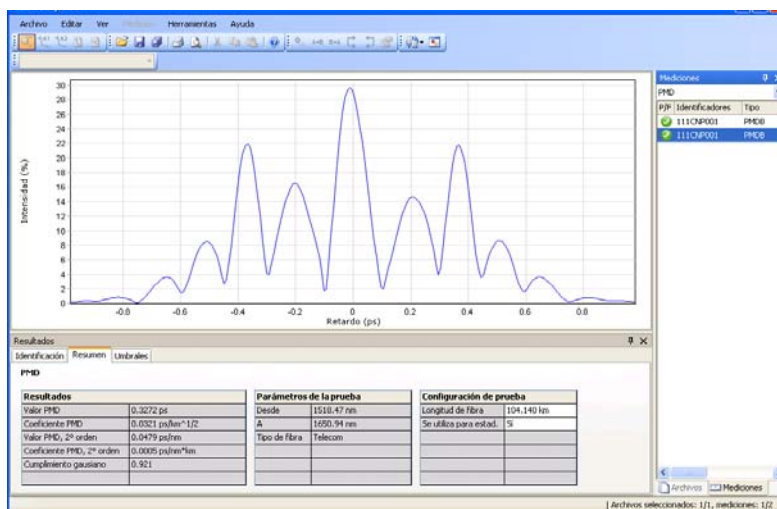 Archivo Editar Ver Herramientas Ayuda
Mediciones
PMD
P/F Identificadores Tipo
111CNP001 PMDB
111CNP001 PMDB
Intensidad (%)
30
28
26
24
22
20
18
16
14
12
10
8
6
4
2
0
-0.8 -0.6 -0.4 -0.2 0 0.2 0.4 0.6 0.8
Retardo (ps)
Resultados
Identificación Resumen Umbrales
PMD
Resultados
Valor PMD 0.3272 ps
Coeficiente PMD 0.0321 ps/km^1/2
Valor PMD, 2º orden 0.0479 ps/nm
Coeficiente PMD, 2º orden 0.0005 ps/nm*km
Cumplimiento gausiano 0.921
Parámetros de la prueba
Desde 1518.47 nm
A 1650.94 nm
Tipo de fibra Telecom
Configuración de prueba
Longitud de fibra 104.140 km
Se utiliza para estad. Sí
Archivos Mediciones
Archivos seleccionados: 1/1, mediciones: 1/2